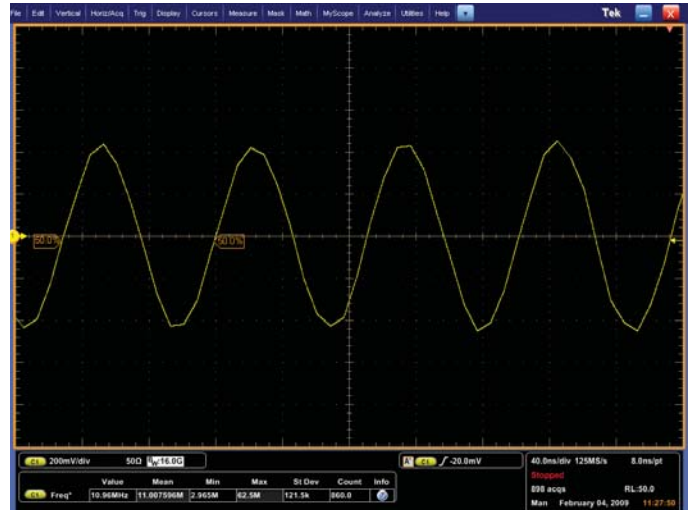 File Edit Vertical Horiz/Acq Trig Display Cursors Measure Mask Math MyScope Analyze Utilities Help Tek X
50.0% 50.0%
C1 200mV/div 50Ω BW:16.0G A' C1 -20.0mV 40.0ns/div 125MS/s 8.0ns/pt
Stopped
Value Mean Min Max St Dev Count Info 898 acqs RL:50.0
C1 Freq* 10.96MHz 11.007596M 2.965M 62.5M 121.5k 860.0 Man February 04, 2009 11:27:50